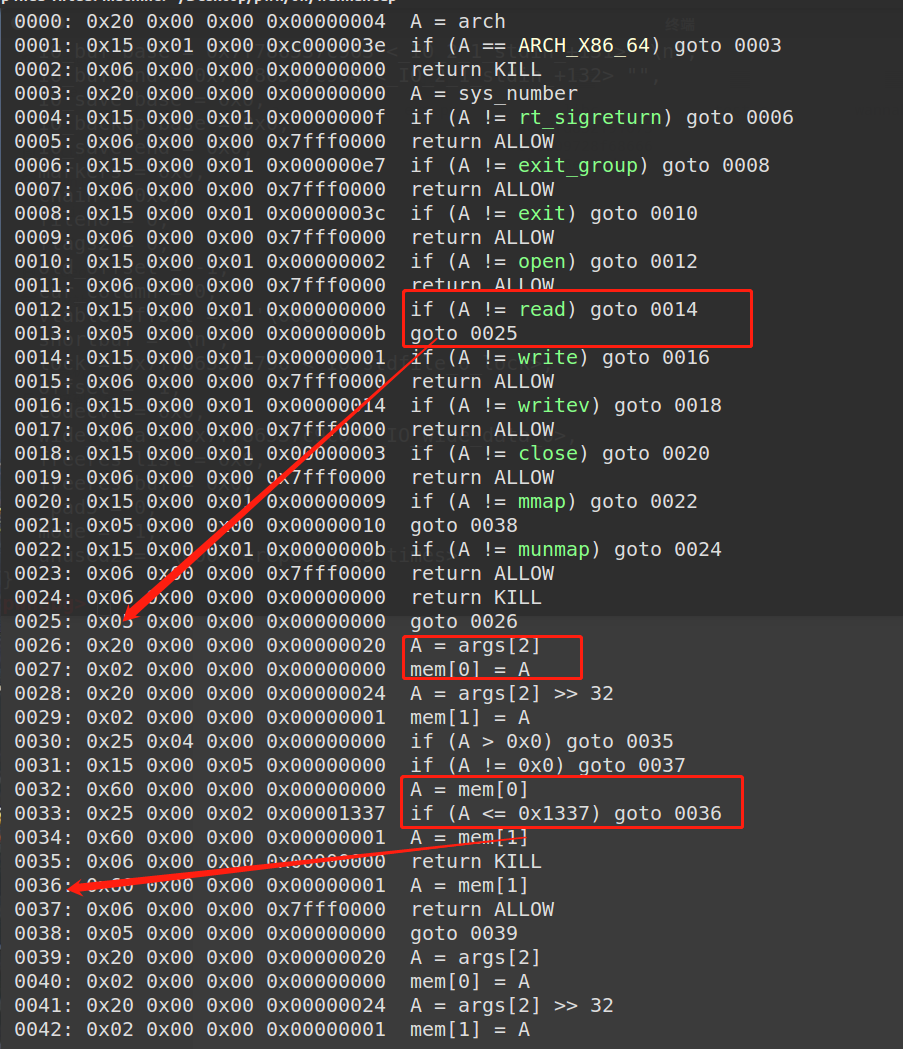 0000: 0x20 0x00 0x00 0x00000004 A = arch
0001: 0x15 0x01 0x00 0xc000003e if (A == ARCH_X86_64) goto 0003
0002: 0x06 0x00 0x00 0x00000000 return KILL
0003: 0x20 0x00 0x00 0x00000000 A = sys_number
0004: 0x15 0x00 0x01 0x0000000f if (A != rt_sigreturn) goto 0006
0005: 0x06 0x00 0x00 0x7fff0000 return ALLOW
0006: 0x15 0x00 0x01 0x000000e7 if (A != exit_group) goto 0008
0007: 0x06 0x00 0x00 0x7fff0000 return ALLOW
0008: 0x15 0x00 0x01 0x0000003c if (A != exit) goto 0010
0009: 0x06 0x00 0x00 0x7fff0000 return ALLOW
0010: 0x15 0x00 0x01 0x00000002 if (A != open) goto 0012
0011: 0x06 0x00 0x00 0x7fff0000 return ALLOW
0012: 0x15 0x00 0x01 0x00000000 if (A != read) goto 0014
0013: 0x05 0x00 0x00 0x0000000b goto 0025
0014: 0x15 0x00 0x01 0x00000001 if (A != write) goto 0016
0015: 0x06 0x00 0x00 0x7fff0000 return ALLOW
0016: 0x15 0x00 0x01 0x00000014 if (A != writev) goto 0018
0017: 0x06 0x00 0x00 0x7fff0000 return ALLOW
0018: 0x15 0x00 0x01 0x00000003 if (A != close) goto 0020
0019: 0x06 0x00 0x00 0x7fff0000 return ALLOW
0020: 0x15 0x00 0x01 0x00000009 if (A != mmap) goto 0022
0021: 0x05 0x00 0x00 0x00000010 goto 0038
0022: 0x15 0x00 0x01 0x0000000b if (A != munmap) goto 0024
0023: 0x06 0x00 0x00 0x7fff0000 return ALLOW
0024: 0x06 0x00 0x00 0x00000000 return KILL
0025: 0x05 0x00 0x00 0x00000000 goto 0026
0026: 0x20 0x00 0x00 0x00000020 A = args[2]
0027: 0x02 0x00 0x00 0x00000000 mem[0] = A
0028: 0x20 0x00 0x00 0x00000024 A = args[2] >> 32
0029: 0x02 0x00 0x00 0x00000001 mem[1] = A
0030: 0x25 0x04 0x00 0x00000000 if (A > 0x0) goto 0035
0031: 0x15 0x00 0x05 0x00000000 if (A != 0x0) goto 0037
0032: 0x60 0x00 0x00 0x00000000 A = mem[0]
0033: 0x25 0x00 0x02 0x00001337 if (A <= 0x1337) goto 0036
0034: 0x60 0x00 0x00 0x00000001 A = mem[1]
0035: 0x06 0x00 0x00 0x00000000 return KILL
0036: 0x60 0x00 0x00 0x00000001 A = mem[1]
0037: 0x06 0x00 0x00 0x7fff0000 return ALLOW
0038: 0x05 0x00 0x00 0x00000000 goto 0039
0039: 0x20 0x00 0x00 0x00000020 A = args[2]
0040: 0x02 0x00 0x00 0x00000000 mem[0] = A
0041: 0x20 0x00 0x00 0x00000024 A = args[2] >> 32
0042: 0x02 0x00 0x00 0x00000001 mem[1] = A